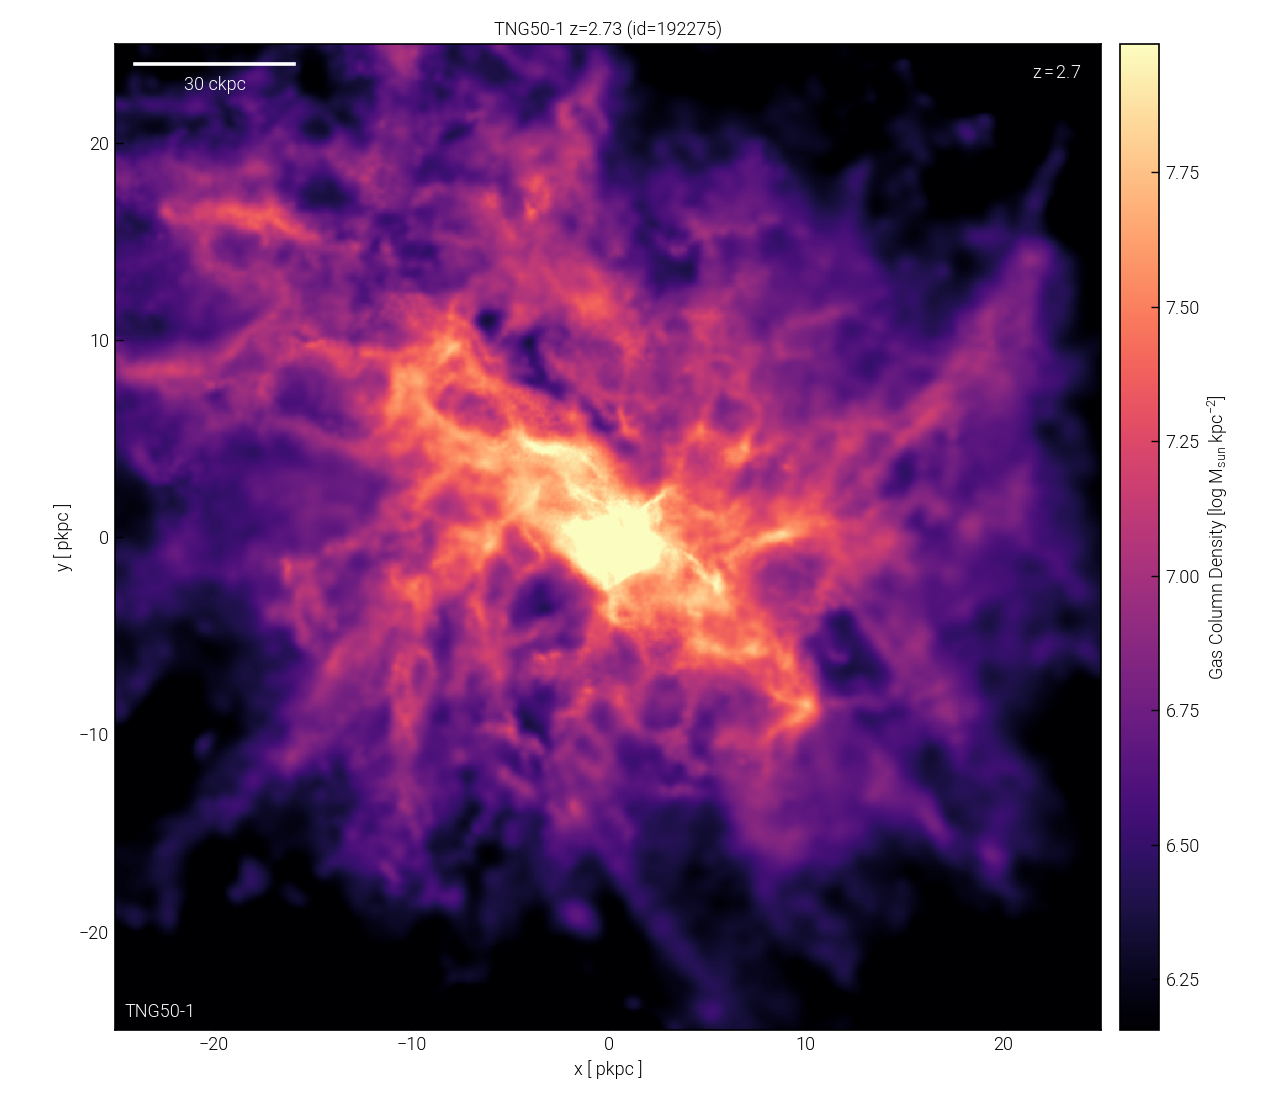 TNG50-1 z=2.73 (id=192275)
30 ckpc
z=2.7
TNG50-1
20
10
0
−10
−20
y [ pkpc ]
−20
−10
0
10
20
x [ pkpc ]
7.75
7.50
7.25
7.00
6.75
6.50
6.25
Gas Column Density [log M_sun kpc⁻²]